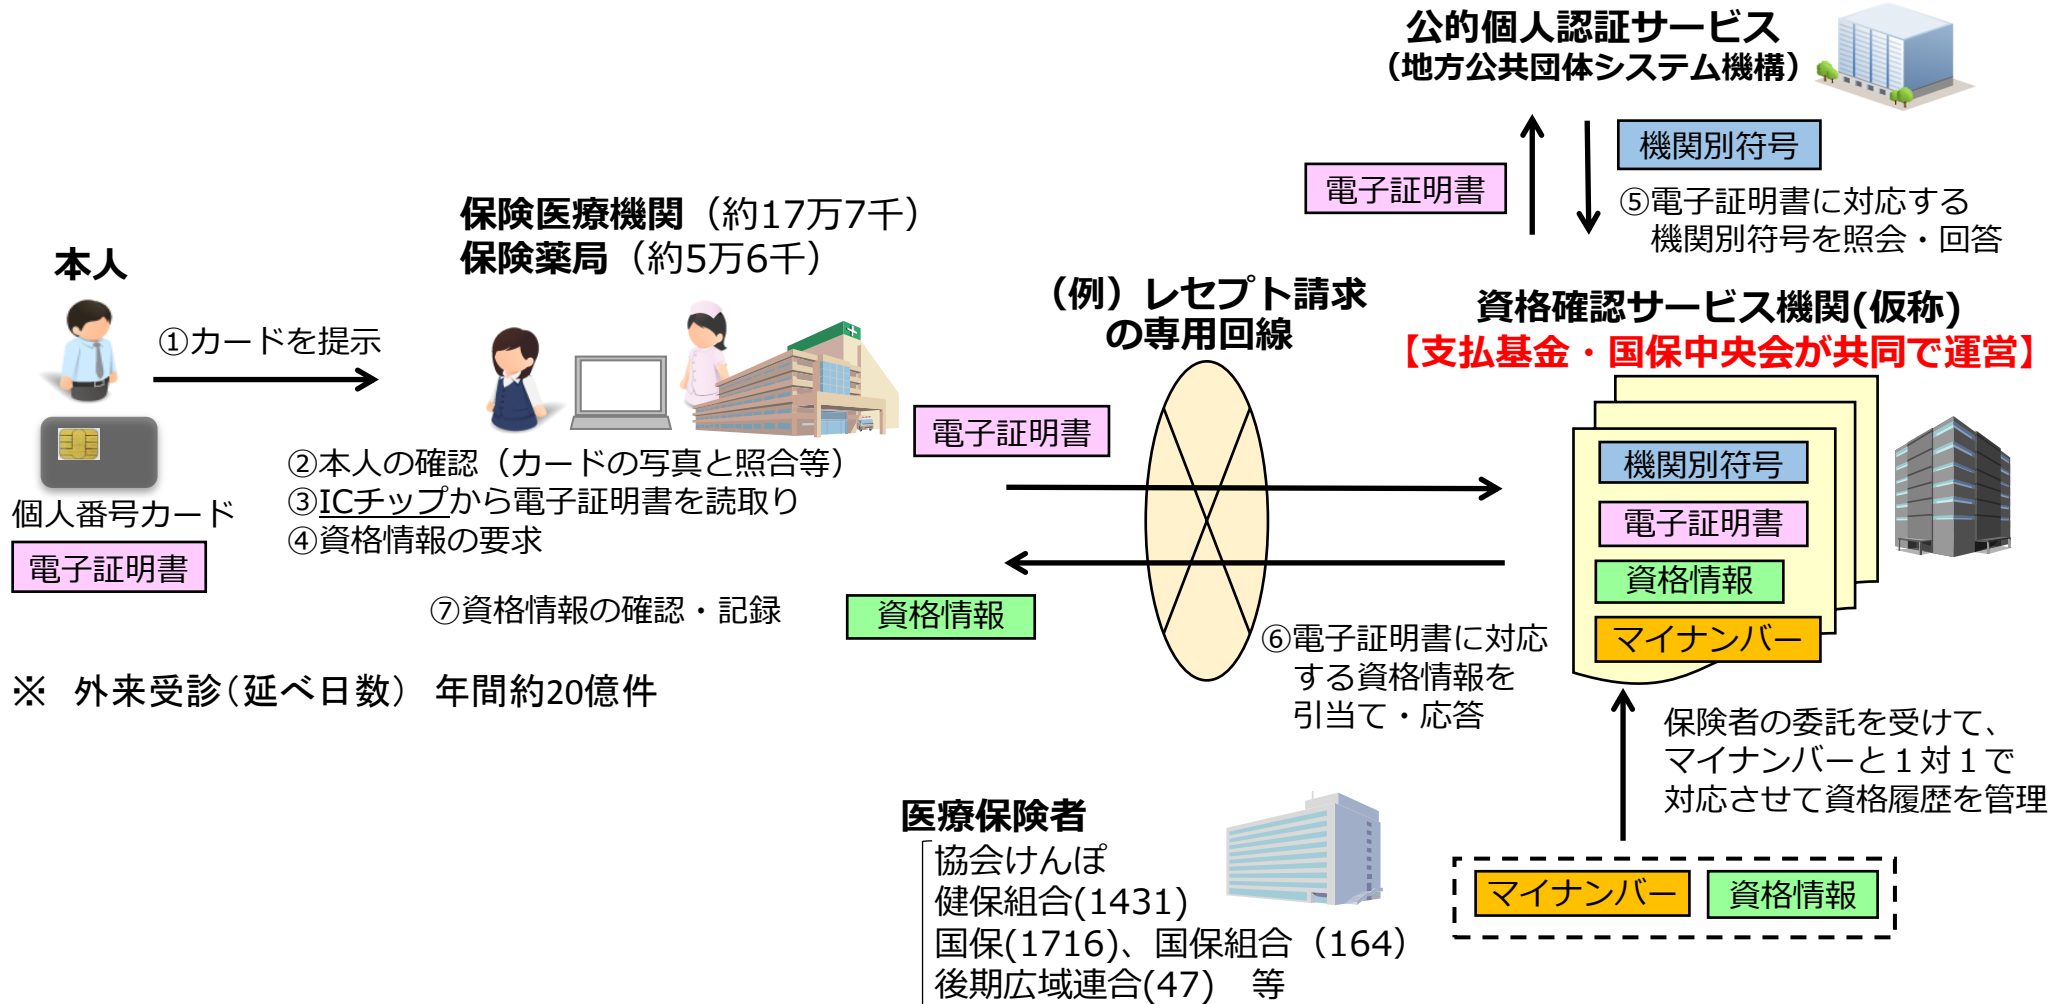 公的個人認証サービス
（地方公共団体システム機構）
機関別符号
電子証明書
⑤電子証明書に対応する
機関別符号を照会・回答
保険医療機関（約17万7千）
保険薬局（約5万6千）
本人
①カードを提示
（例）レセプト請求
の専用回線
資格確認サービス機関(仮称)
【支払基金・国保中央会が共同で運営】
電子証明書
機関別符号
電子証明書
資格情報
マイナンバー
②本人の確認（カードの写真と照合等）
③ICチップから電子証明書を読取り
④資格情報の要求
個人番号カード
電子証明書
⑦資格情報の確認・記録
資格情報
⑥電子証明書に対応
する資格情報を
引当て・応答
※　外来受診（延べ日数）　年間約20億件
保険者の委託を受けて、
マイナンバーと１対１で
対応させて資格履歴を管理
医療保険者
協会けんぽ
健保組合(1431)
国保(1716)、国保組合（164）
後期広域連合(47)　等
マイナンバー
資格情報